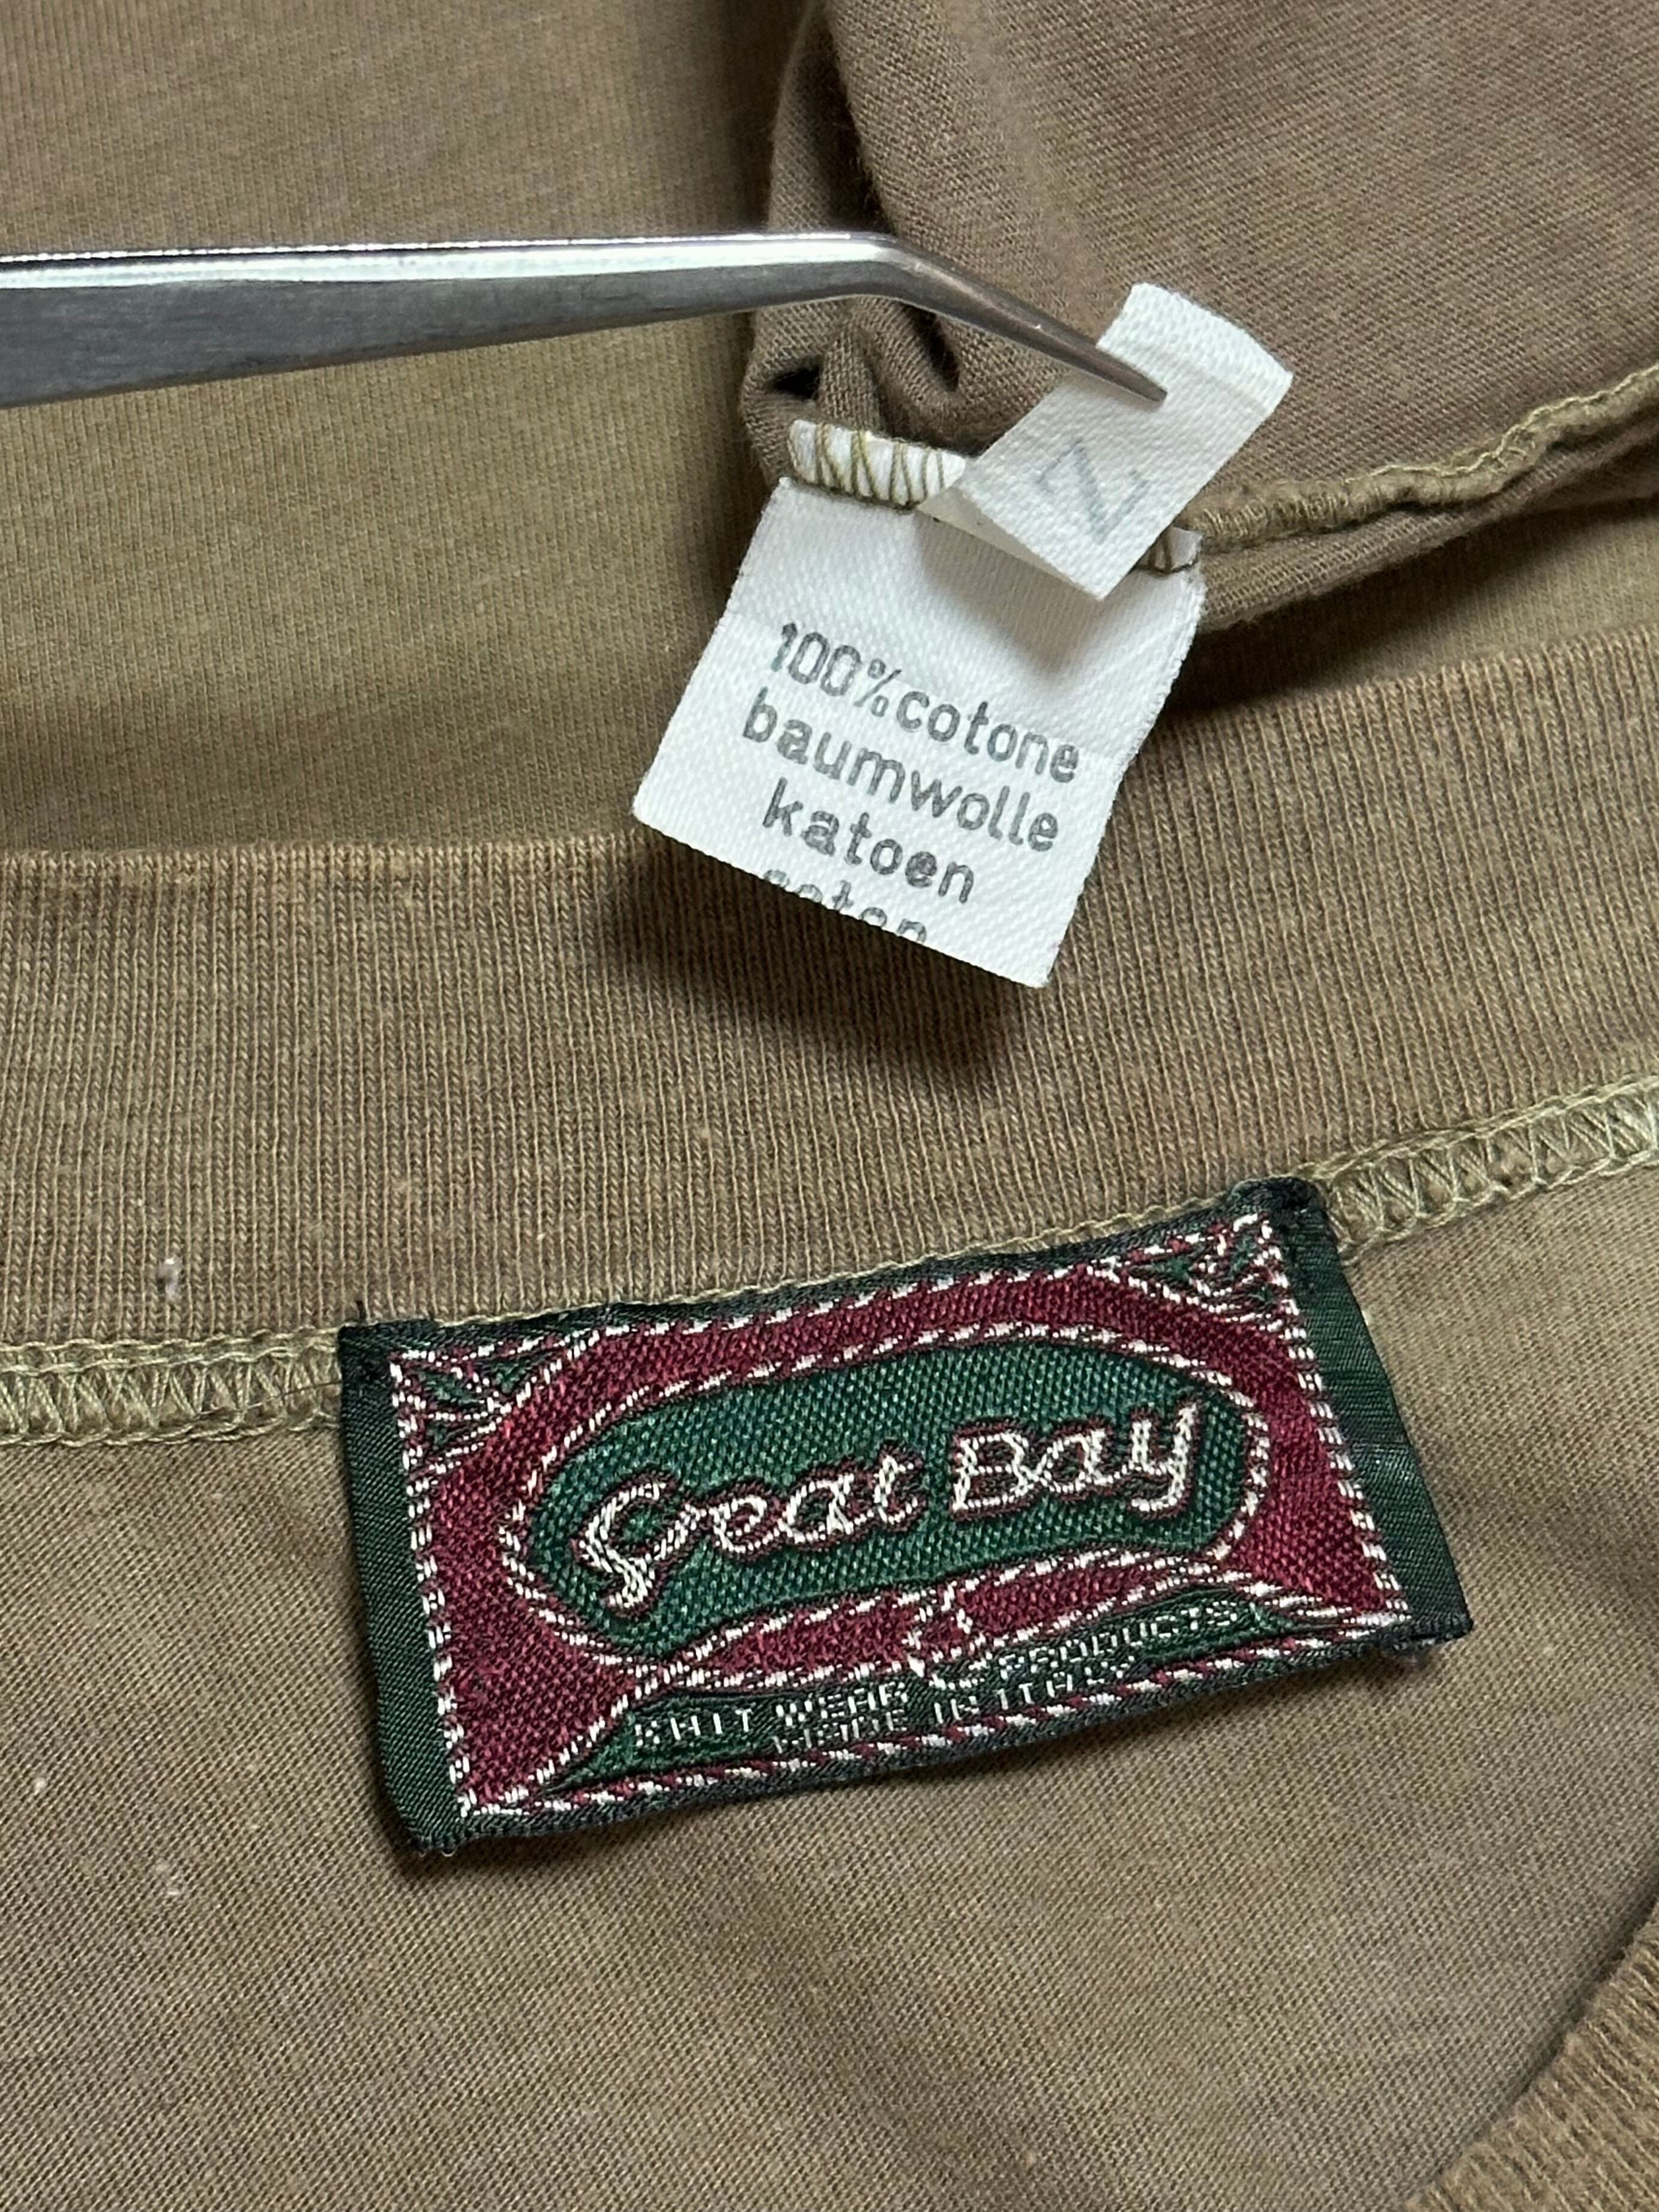 100%cotone
baumwolle
katoen
Great Bay
KNIT WEAR PRODUCTS
MADE IN ITALY